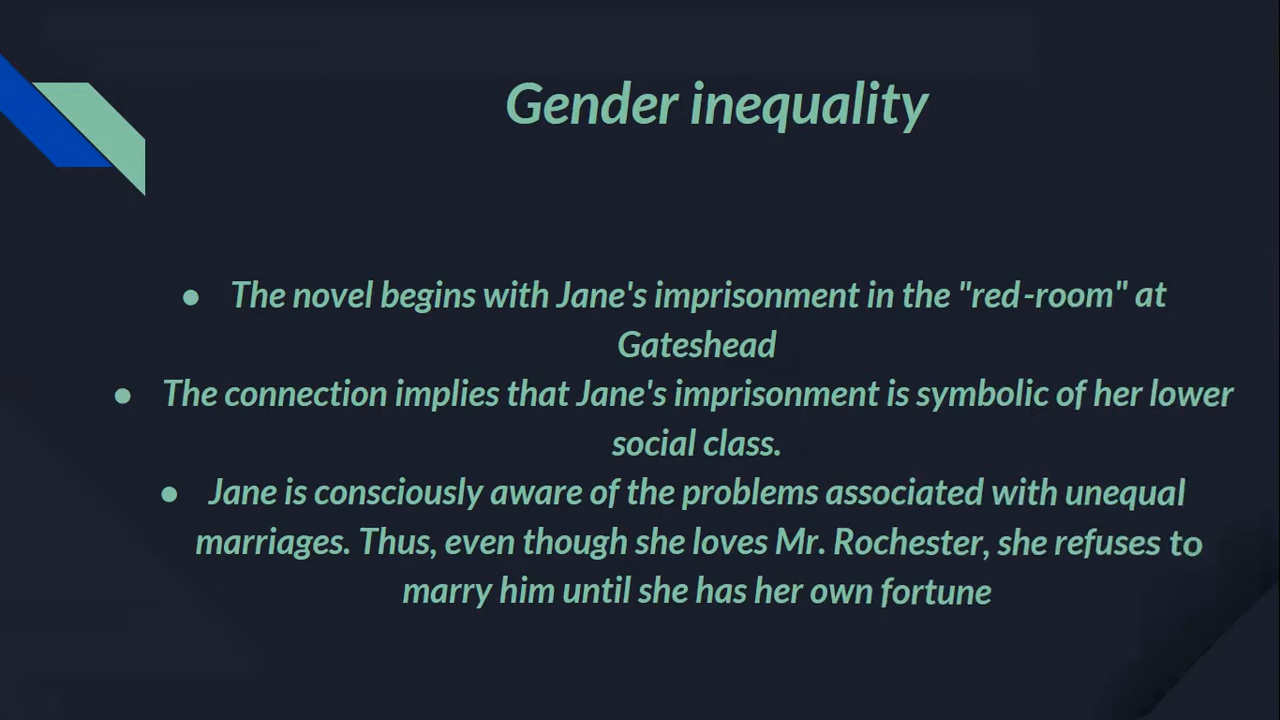 Gender inequality
● The novel begins with Jane's imprisonment in the "red-room" at
Gateshead
● The connection implies that Jane's imprisonment is symbolic of her lower
social class.
● Jane is consciously aware of the problems associated with unequal
marriages. Thus, even though she loves Mr. Rochester, she refuses to
marry him until she has her own fortune